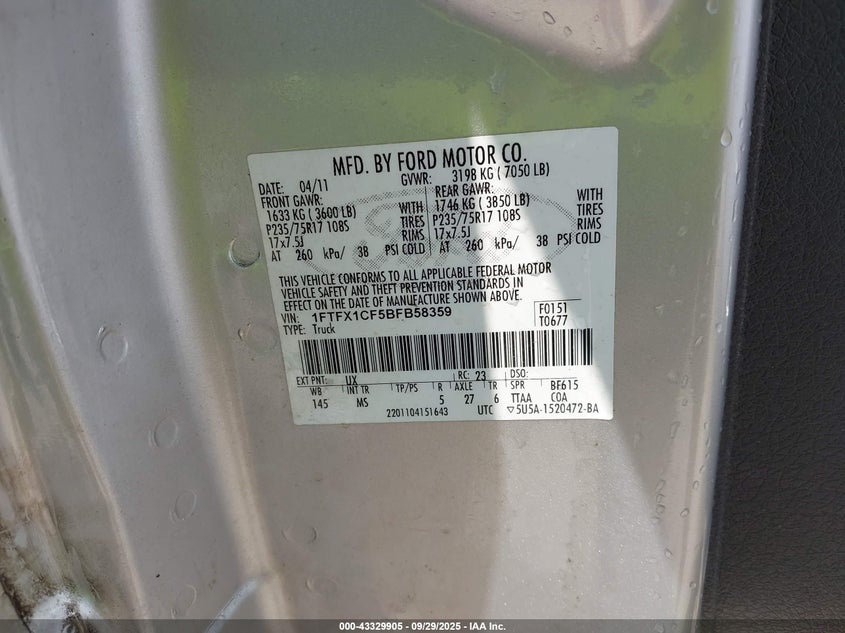 MFD. BY FORD MOTOR CO.
DATE: 04/11 GVWR: 3198 KG ( 7050 LB)
FRONT GAWR: REAR GAWR:
1633 KG ( 3600 LB) WITH 1746 KG ( 3850 LB) WITH
P235/75R17 108S TIRES P235/75R17 108S TIRES
17x7.5J RIMS 17x7.5J RIMS
AT 260 kPa/ 38 PSI COLD AT 260 kPa/ 38 PSI COLD
THIS VEHICLE CONFORMS TO ALL APPLICABLE FEDERAL MOTOR
VEHICLE SAFETY AND THEFT PREVENTION STANDARDS IN
EFFECT ON THE DATE OF MANUFACTURE SHOWN ABOVE.
VIN: 1FTFX1CF5BFB58359 F0151
TYPE: Truck T0677
EXT PNT: UX RC: 23 DSO:
WB INT TR TP/PS R AXLE TR SPR BF615
145 MS 5 27 6 TTAA COA
2201104151643 UTC ▽5U5A-1520472-BA
000-43329905 - 09/29/2025 - IAA Inc.